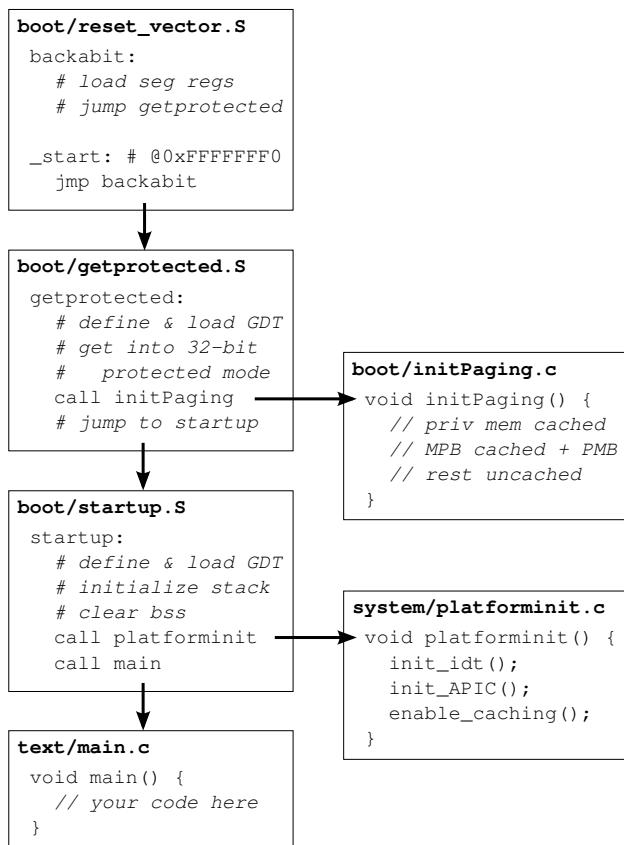 boot/reset_vector.S
backabit:
# load seg regs
# jump getprotected
_start: # @0xFFFFFFF0
jmp backabit
boot/getprotected.S
getprotected:
# define & load GDT
# get into 32-bit
#   protected mode
call initPaging
# jump to startup
boot/initPaging.c
void initPaging() {
// priv mem cached
// MPB cached + PMB
// rest uncached
}
boot/startup.S
startup:
# define & load GDT
# initialize stack
# clear bss
call platforminit
call main
system/platforminit.c
void platforminit() {
init_idt();
init_APIC();
enable_caching();
}
text/main.c
void main() {
// your code here
}